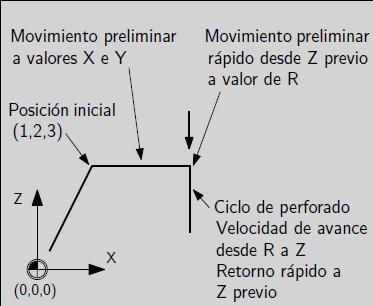 Movimiento preliminar
a valores X e Y
Movimiento preliminar
rápido desde Z previo
a valor de R
Posición inicial
(1,2,3)
Z
X
(0,0,0)
Ciclo de perforado
Velocidad de avance
desde R a Z
Retorno rápido a
Z previo